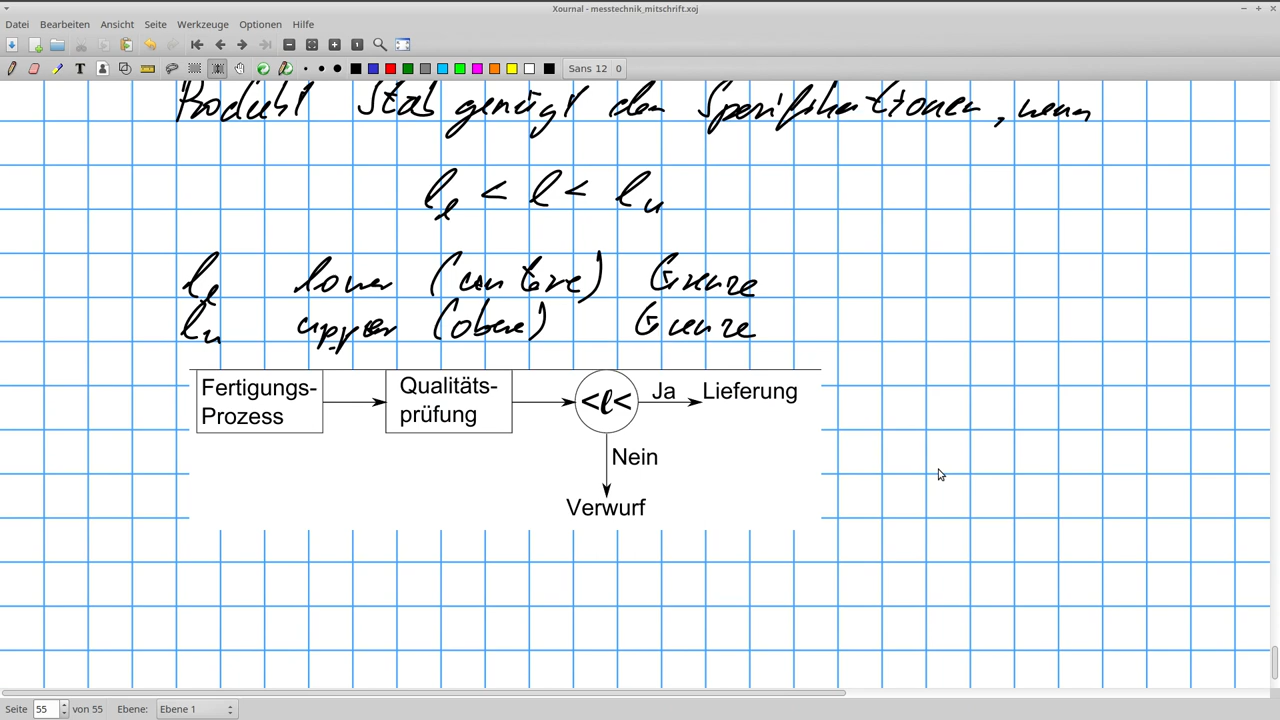 Xournal - messtechnik_mitschrift.xoj
Datei Bearbeiten Ansicht Seite Werkzeuge Optionen Hilfe
Sans 12 0
Produkt Stab genügt den Spezifikationen, wenn
lₗ < l < lᵤ
lₗ lower (untere) Grenze
lᵤ upper (obere) Grenze
Fertigungs- Qualitäts- <ℓ< Ja Lieferung
Prozess prüfung
Nein
Verwurf
Seite 55 von 55 Ebene: Ebene 1